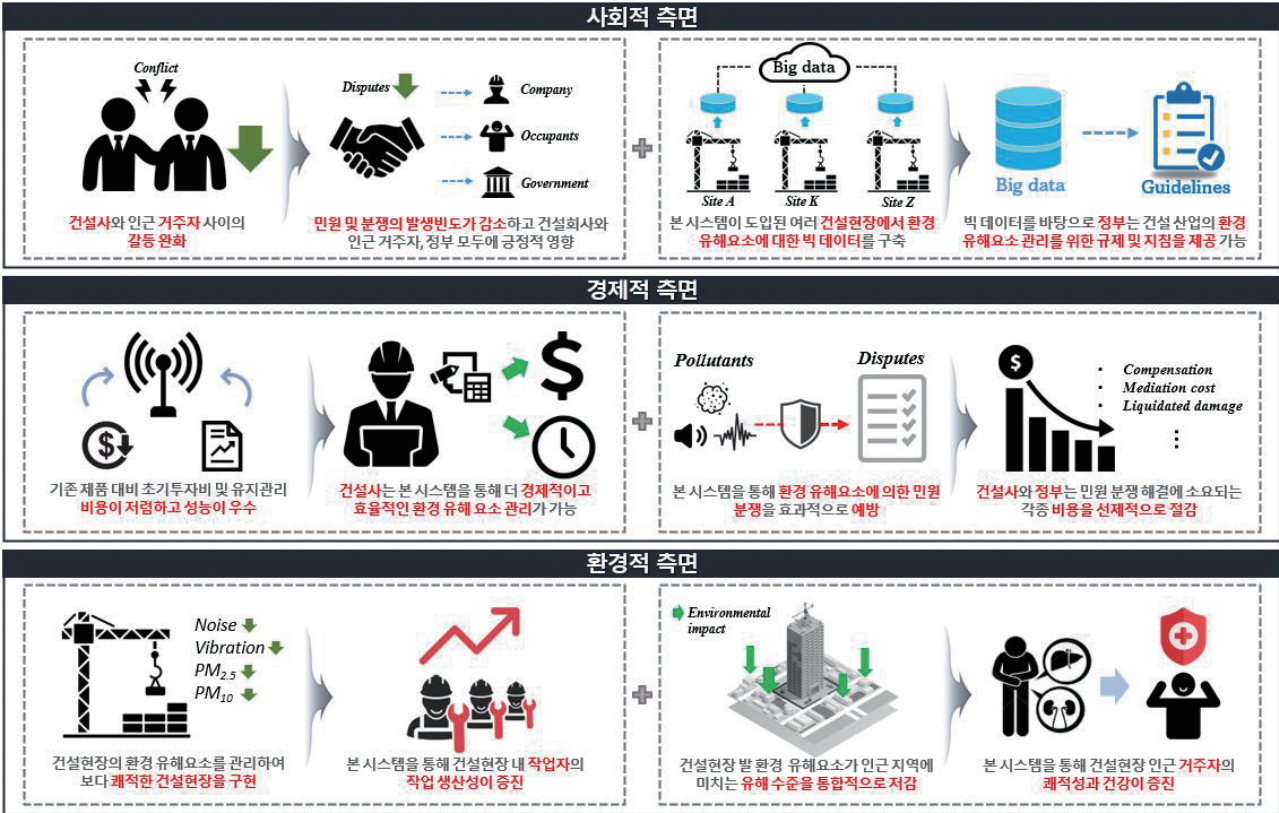 사회적 측면
Conflict
건설사와 인근 거주자 사이의
갈등 완화
Disputes
Company
Occupants
Government
민원 및 분쟁의 발생빈도가 감소하고 건설회사와
인근 거주자, 정부 모두에 긍정적 영향
Big data
Site A
Site K
Site Z
본 시스템이 도입된 여러 건설현장에서 환경
유해요소에 대한 빅 데이터를 구축
Big data
Guidelines
빅 데이터를 바탕으로 정부는 건설 산업의 환경
유해요소 관리를 위한 규제 및 지침을 제공 가능
경제적 측면
기존 제품 대비 초기투자비 및 유지관리
비용이 저렴하고 성능이 우수
건설사는 본 시스템을 통해 더 경제적이고
효율적인 환경 유해 요소 관리가 가능
Pollutants
Disputes
본 시스템을 통해 환경 유해요소에 의한 민원
분쟁을 효과적으로 예방
• Compensation
• Mediation cost
• Liquidated damage
⋮
건설사와 정부는 민원 분쟁 해결에 소요되는
각종 비용을 선제적으로 절감
환경적 측면
Noise
Vibration
PM2.5
PM10
건설현장의 환경 유해요소를 관리하여
보다 쾌적한 건설현장을 구현
본 시스템을 통해 건설현장 내 작업자의
작업 생산성이 증진
Environmental
impact
건설현장 발 환경 유해요소가 인근 지역에
미치는 유해 수준을 통합적으로 저감
본 시스템을 통해 건설현장 인근 거주자의
쾌적성과 건강이 증진